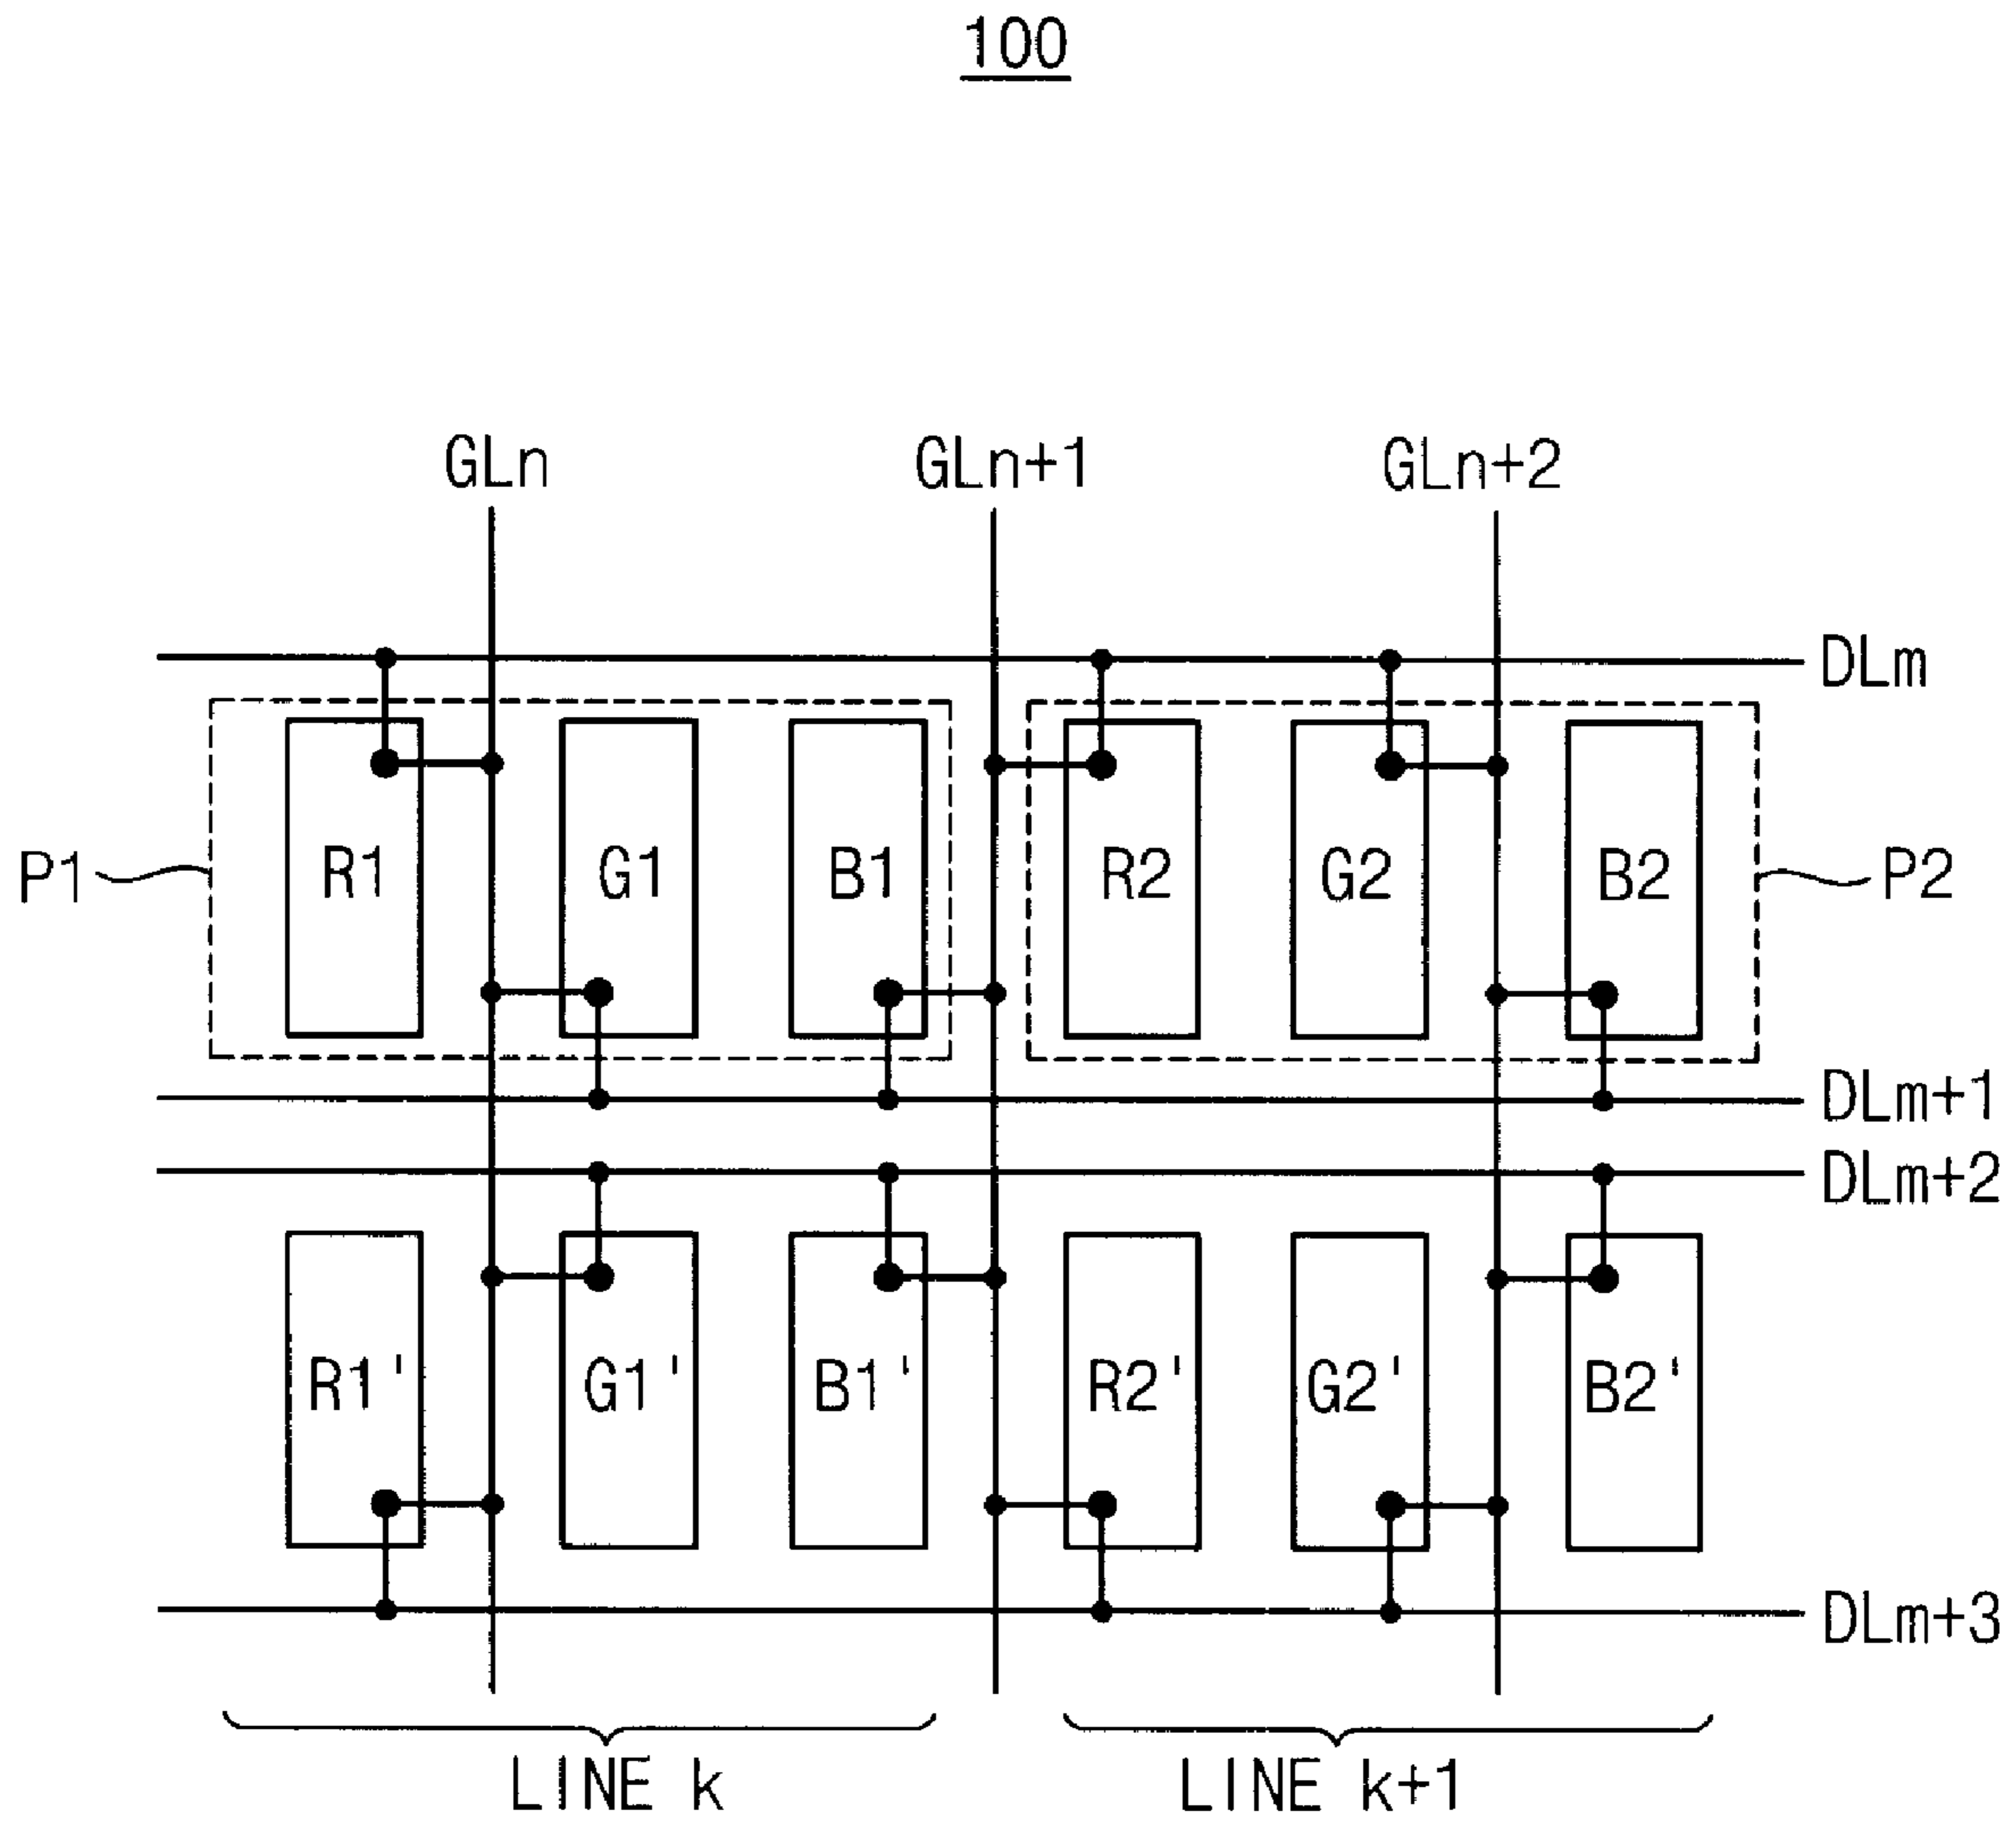 100
GLn GLn+1 GLn+2
DLm
P1 R1 G1 B1 R2 G2 B2 P2
DLm+1
DLm+2
R1' G1' B1' R2' G2' B2'
DLm+3
LINE k LINE k+1